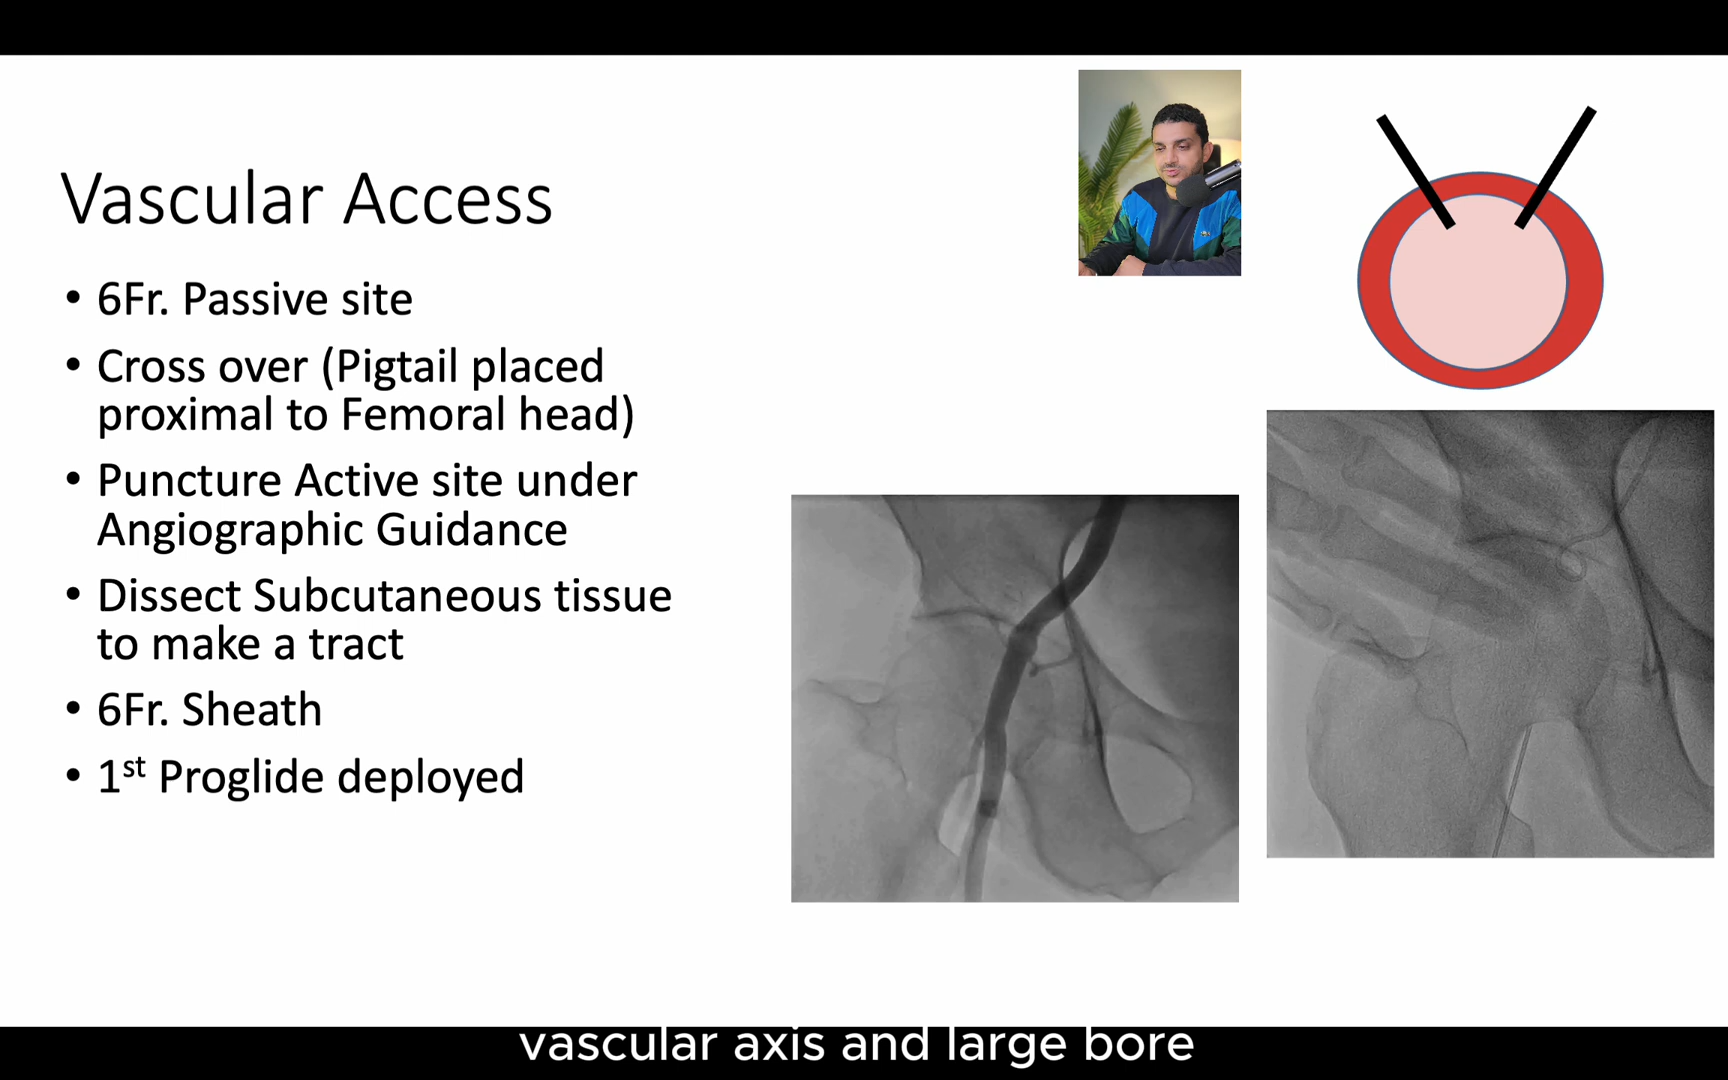 Vascular Access
• 6Fr. Passive site
• Cross over (Pigtail placed
proximal to Femoral head)
• Puncture Active site under
Angiographic Guidance
• Dissect Subcutaneous tissue
to make a tract
• 6Fr. Sheath
• 1st Proglide deployed
vascular axis and large bore